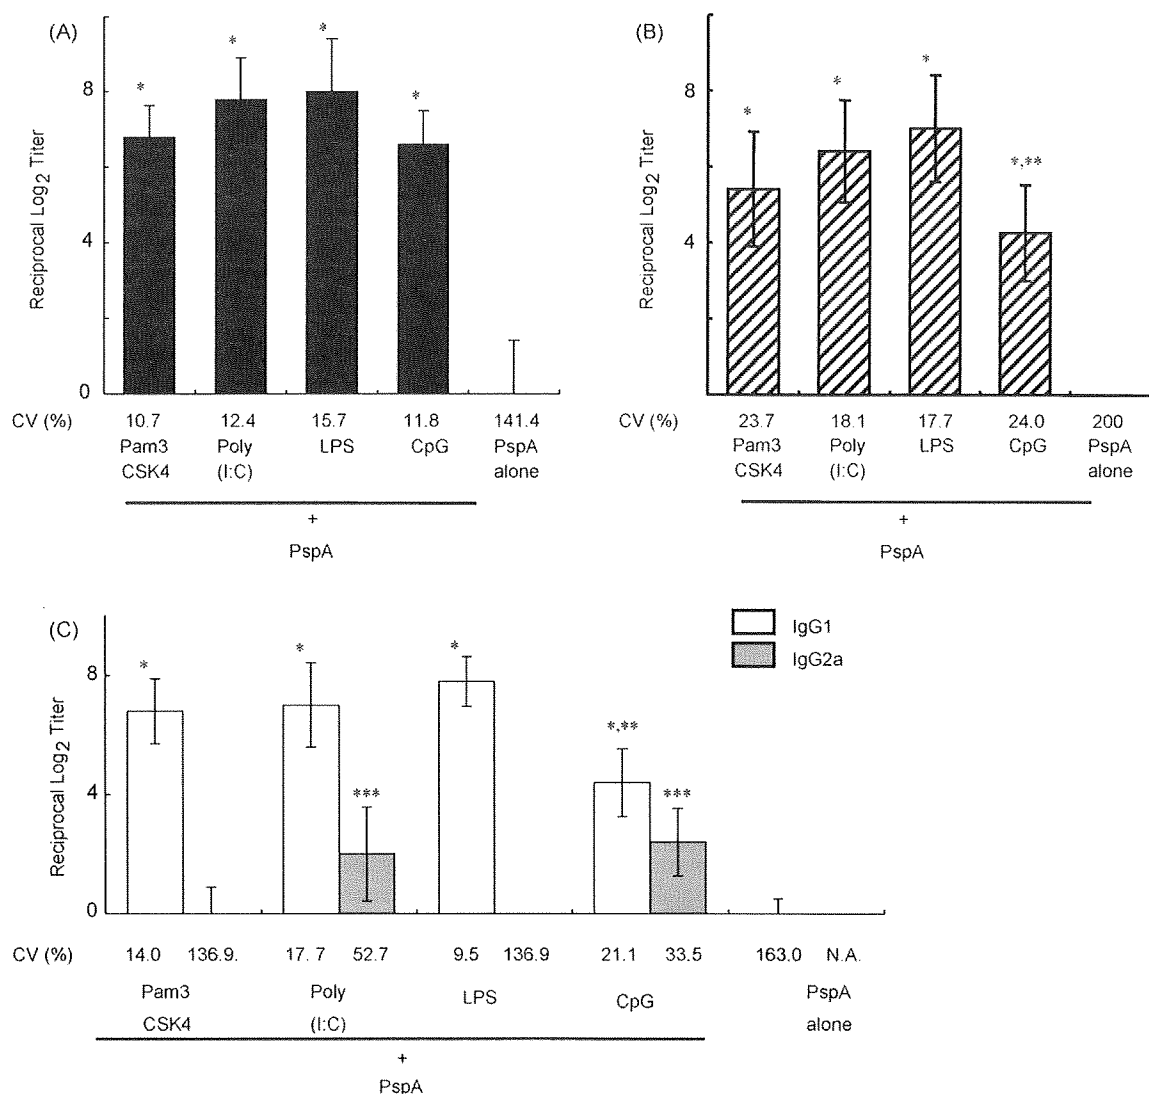 (A)
Reciprocal Log2 Titer
8
4
0
* * * *
CV (%) 10.7 12.4 15.7 11.8 141.4
Pam3 Poly LPS CpG PspA
CSK4 (I:C) alone
+
PspA
(B)
Reciprocal Log2 Titer
8
4
* * * *,**
CV (%) 23.7 18.1 17.7 24.0 200
Pam3 Poly LPS CpG PspA
CSK4 (I:C) alone
+
PspA
(C)
IgG1
IgG2a
Reciprocal Log2 Titer
8
4
0
* * *** * *,** ***
CV (%) 14.0 136.9. 17. 7 52.7 9.5 136.9 21.1 33.5 163.0 N.A.
Pam3 Poly LPS CpG PspA
CSK4 (I:C) alone
+
PspA